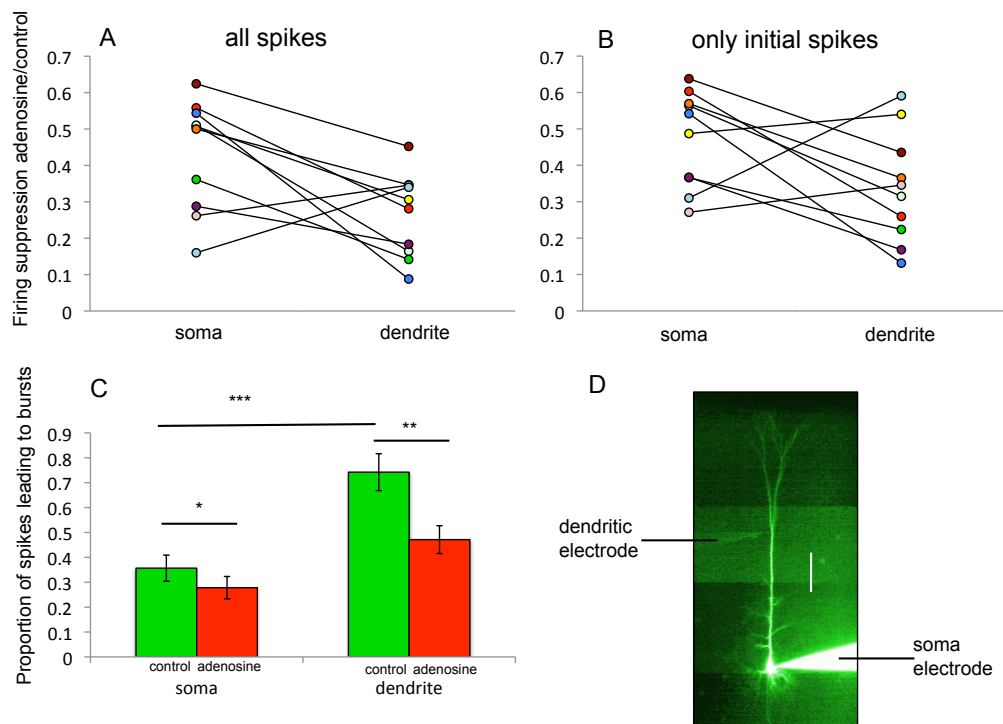 A
all spikes
Firing suppression adenosine/control
0.7
0.6
0.5
0.4
0.3
0.2
0.1
0
soma
dendrite
B
only initial spikes
0.7
0.6
0.5
0.4
0.3
0.2
0.1
0
soma
dendrite
C
Proportion of spikes leading to bursts
0.9
0.8
0.7
0.6
0.5
0.4
0.3
0.2
0.1
0
***
*
**
control adenosine
soma
control adenosine
dendrite
D
dendritic
electrode
soma
electrode